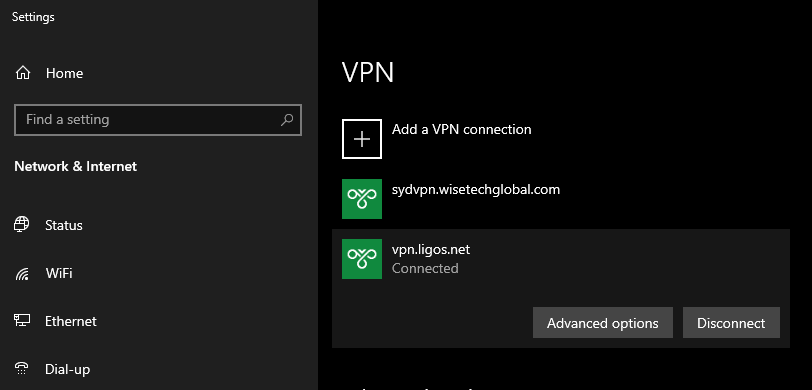 Settings
Home
Find a setting
Network & Internet
Status
WiFi
Ethernet
Dial-up
VPN
Add a VPN connection
sydvpn.wisetechglobal.com
vpn.ligos.net
Connected
Advanced options
Disconnect